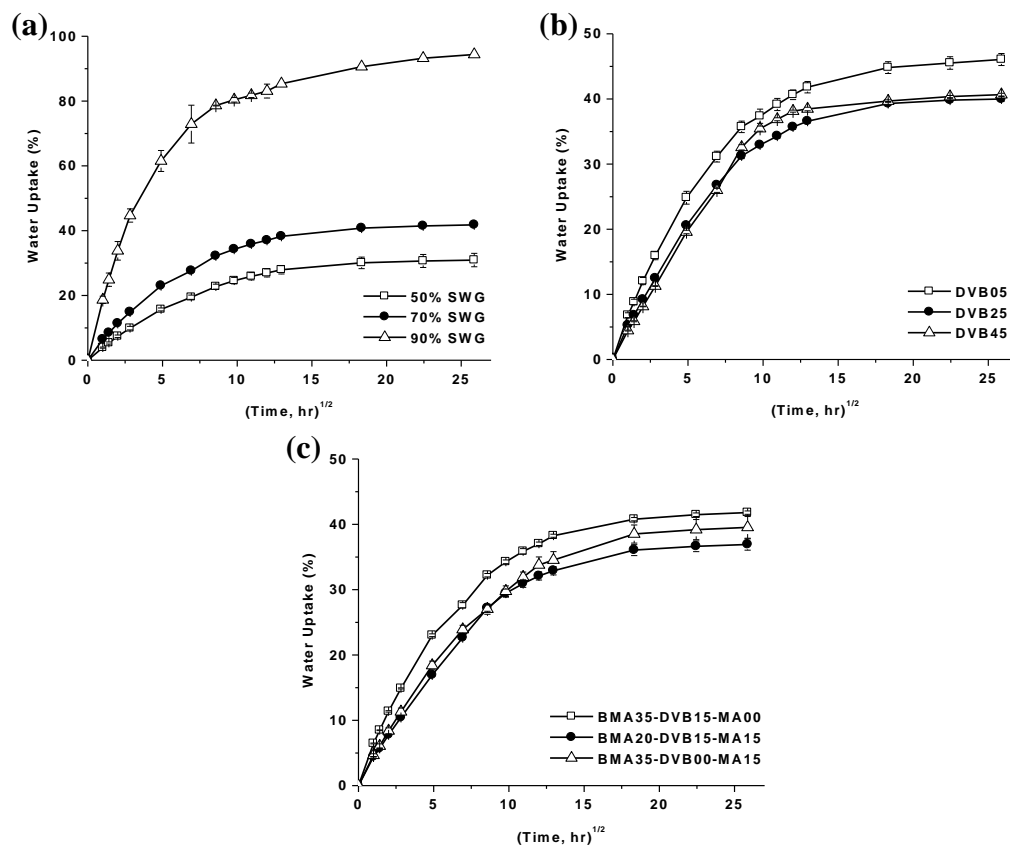 (a)
100
80
60
40
20
0
Water Uptake (%)
0 5 10 15 20 25
(Time, hr)1/2
50% SWG
70% SWG
90% SWG
(b)
50
40
30
20
10
0
Water Uptake (%)
0 5 10 15 20 25
(Time, hr)1/2
DVB05
DVB25
DVB45
(c)
50
40
30
20
10
0
Water Uptake (%)
0 5 10 15 20 25
(Time, hr)1/2
BMA35-DVB15-MA00
BMA20-DVB15-MA15
BMA35-DVB00-MA15